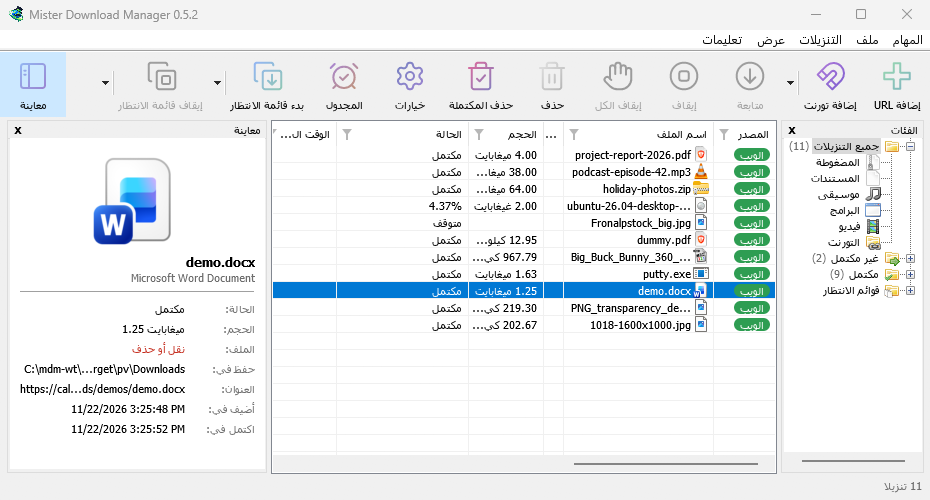 Mister Download Manager 0.5.2
المهام ملف التنزيلات عرض تعليمات
إضافة URL
إضافة تورنت
متابعة
إيقاف
إيقاف الكل
حذف
حذف المكتملة
خيارات
المجدول
بدء قائمة الانتظار
إيقاف قائمة الانتظار
معاينة
الفئات x
جميع التنزيلات (11)
المضغوطة
المستندات
موسيقى
البرامج
فيديو
التورنت
غير مكتمل (2)
مكتمل (9)
قوائم الانتظار
المصدر اسم الملف ... الحجم الحالة الوقت الـ...
الويب project-report-2026.pdf 4.00 ميغابايت مكتمل
الويب podcast-episode-42.mp3 38.00 ميغا... مكتمل
الويب holiday-photos.zip 64.00 ميغا... مكتمل
الويب ubuntu-26.04-desktop-... 2.00 غيغابايت 4.37%
الويب Fronalpstock_big.jpg متوقف
الويب dummy.pdf 12.95 كيلو... مكتمل
الويب Big_Buck_Bunny_360_... 967.79 كي... مكتمل
الويب putty.exe 1.63 ميغابايت مكتمل
الويب demo.docx 1.25 ميغابايت مكتمل
الويب PNG_transparency_de... 219.30 كي... مكتمل
الويب 1018-1600x1000.jpg 202.67 كي... مكتمل
معاينة x
W
demo.docx
Microsoft Word Document
الحالة: مكتمل
الحجم: 1.25 ميغابايت
الملف: نقل أو حذف
حفظ في: C:\mdm-wt\...rget\pv\Downloads
العنوان: https://cal...ds/demos/demo.docx
أضيف في: 11/22/2026 3:25:48 PM
اكتمل في: 11/22/2026 3:25:52 PM
11 تنزيلا